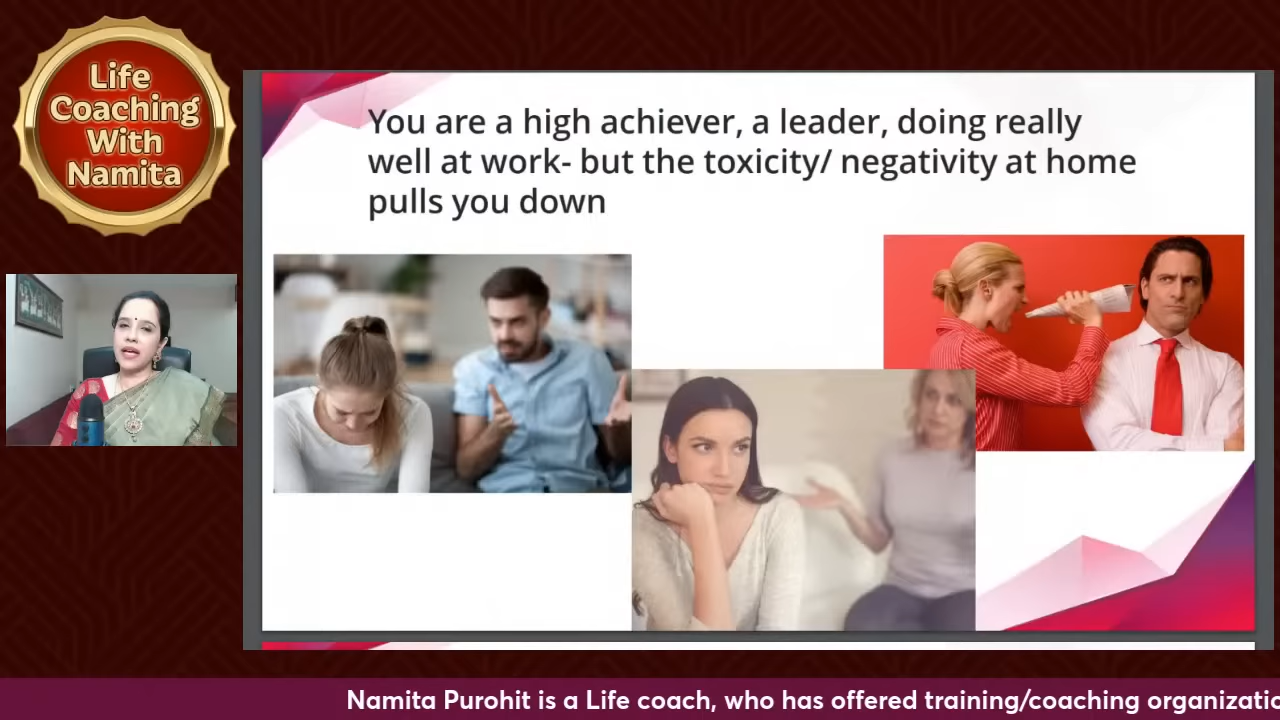 Life
Coaching
With
Namita
You are a high achiever, a leader, doing really
well at work- but the toxicity/ negativity at home
pulls you down
Namita Purohit is a Life coach, who has offered training/coaching